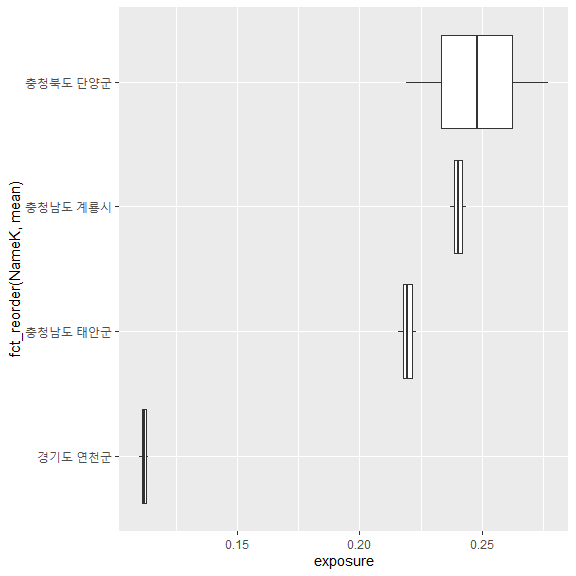 fct_reorder(NameK, mean)
충청북도 단양군
충청남도 계룡시
충청남도 태안군
경기도 연천군
0.15 0.20 0.25
exposure